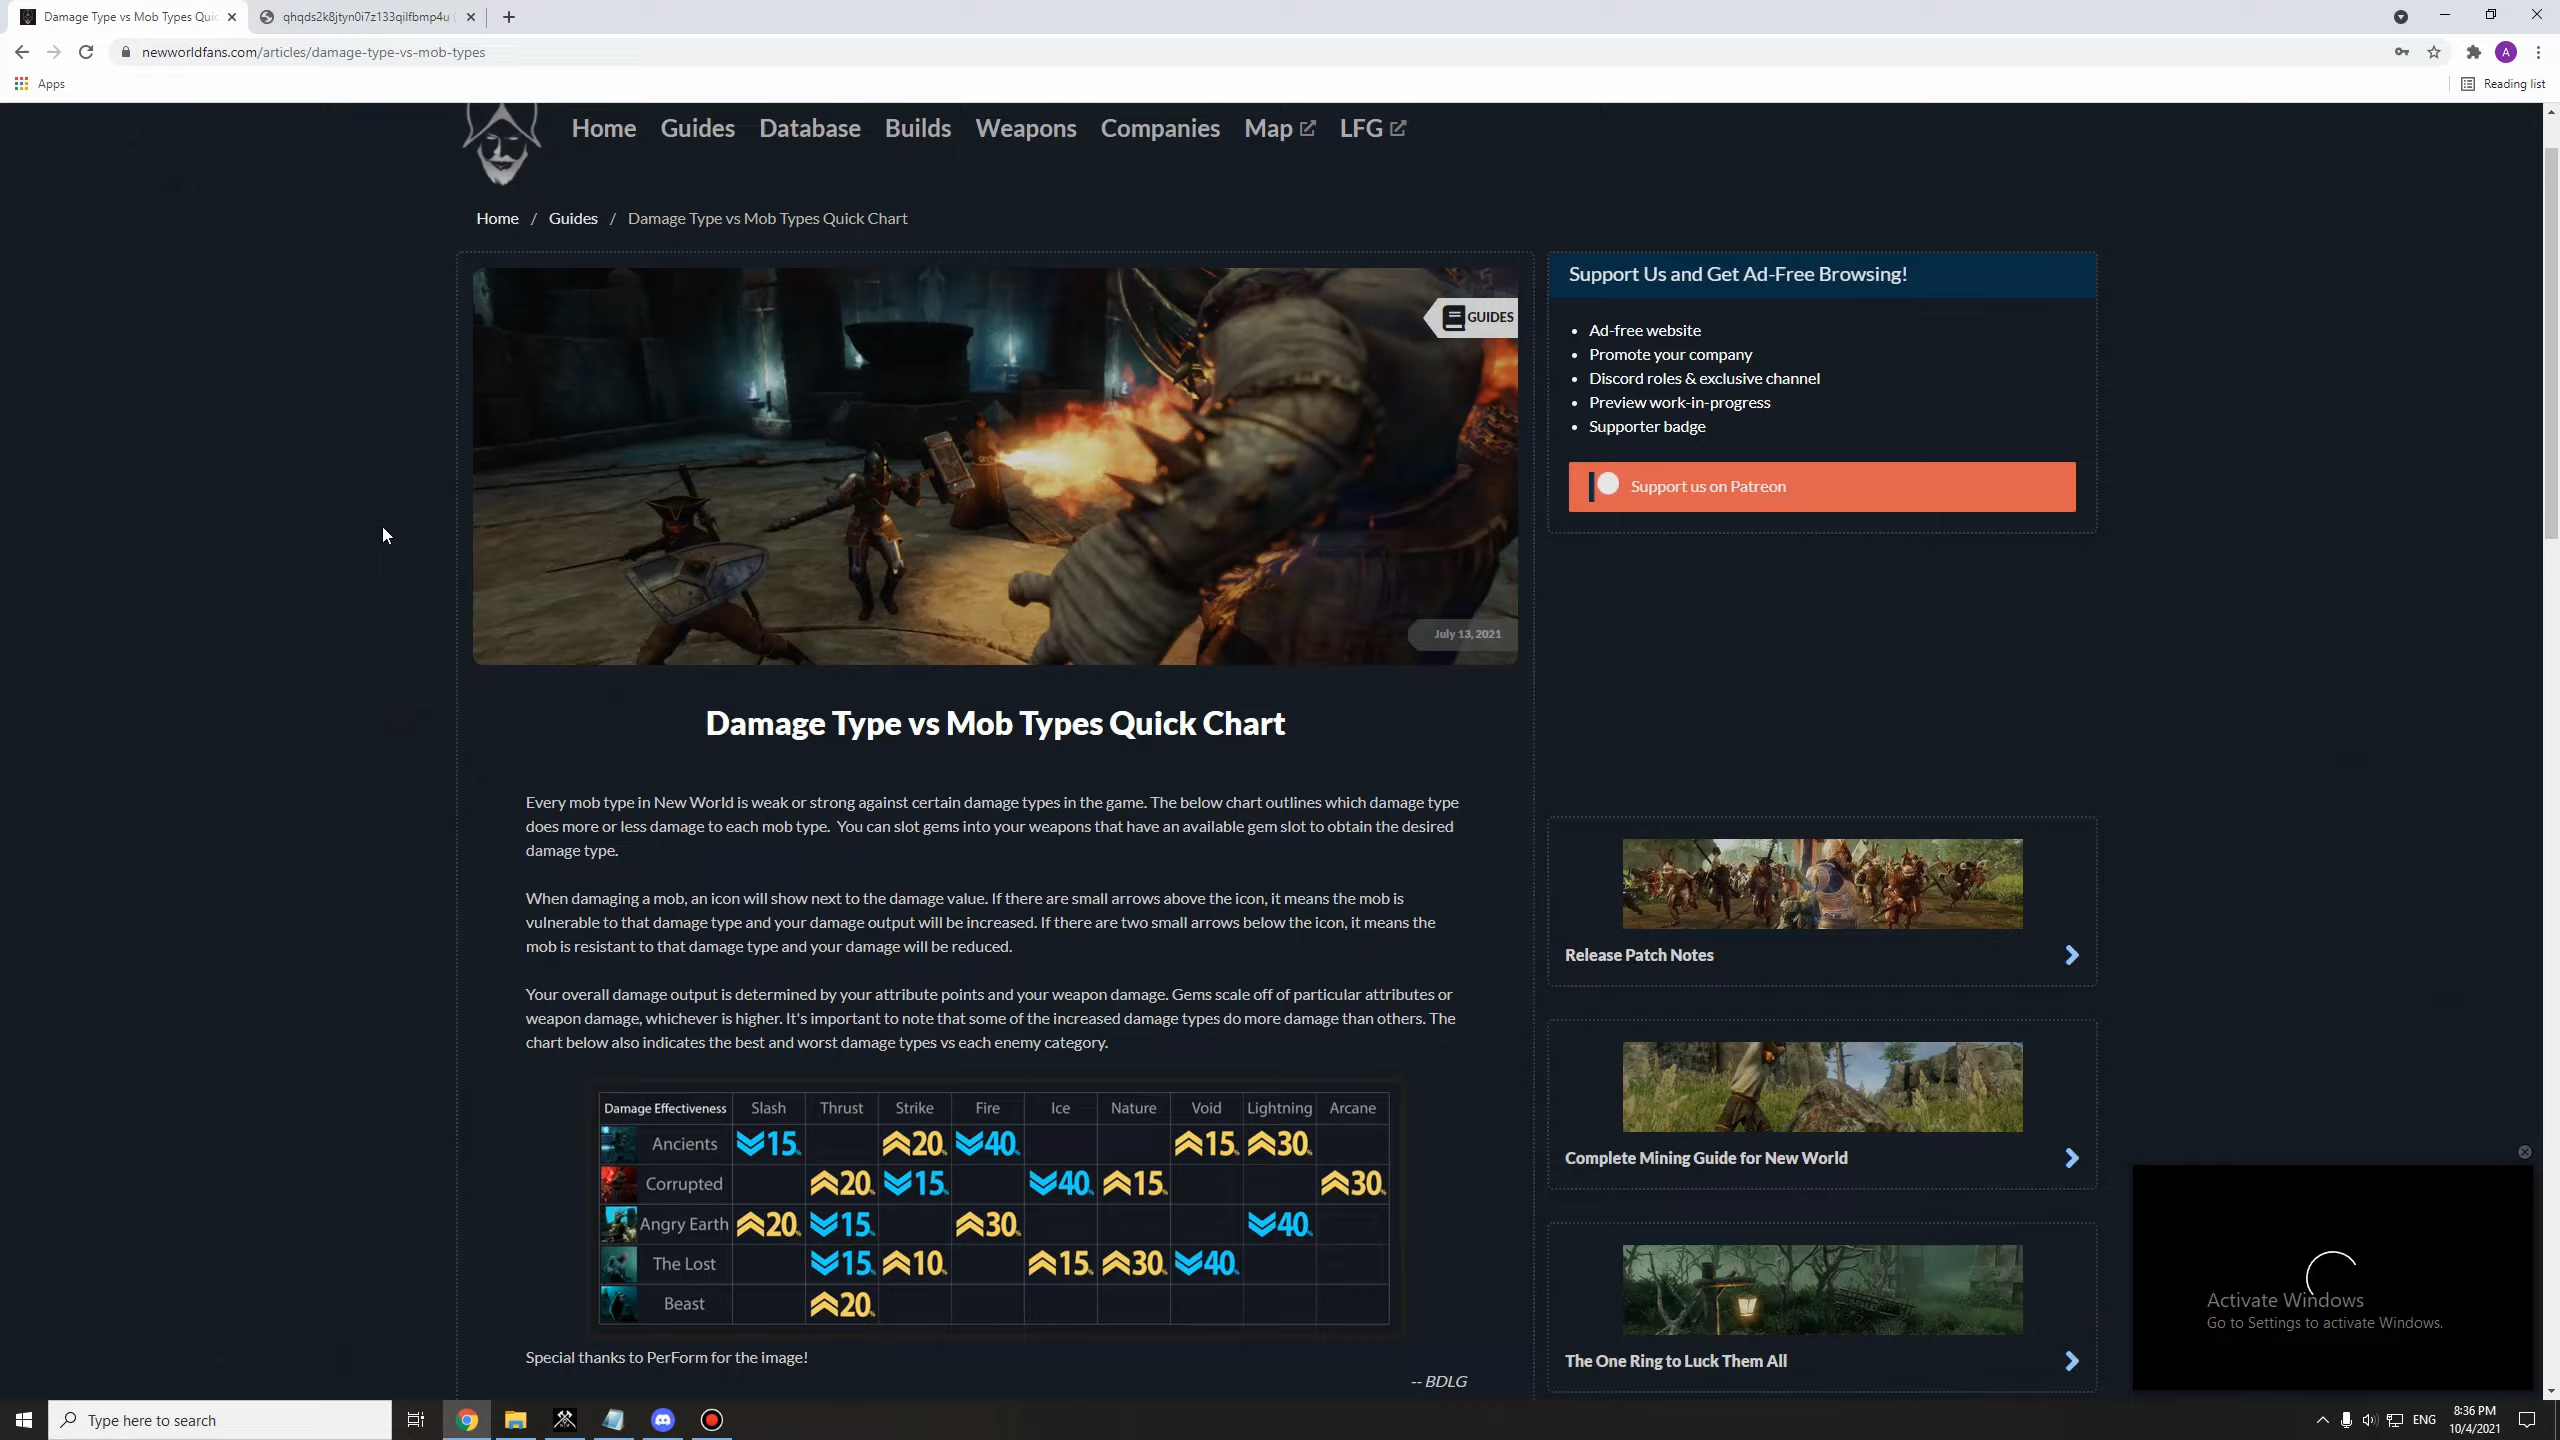 Damage Type vs Mob Types Quic
qhqds2k8jtyn0i7z133qilfbmp4u (
newworldfans.com/articles/damage-type-vs-mob-types
A
Apps
Reading list
Home Guides Database Builds Weapons Companies Map LFG
Home / Guides / Damage Type vs Mob Types Quick Chart
GUIDES
July 13, 2021
Damage Type vs Mob Types Quick Chart
Every mob type in New World is weak or strong against certain damage types in the game. The below chart outlines which damage type
does more or less damage to each mob type. You can slot gems into your weapons that have an available gem slot to obtain the desired
damage type.
When damaging a mob, an icon will show next to the damage value. If there are small arrows above the icon, it means the mob is
vulnerable to that damage type and your damage output will be increased. If there are two small arrows below the icon, it means the
mob is resistant to that damage type and your damage will be reduced.
Your overall damage output is determined by your attribute points and your weapon damage. Gems scale off of particular attributes or
weapon damage, whichever is higher. It's important to note that some of the increased damage types do more damage than others. The
chart below also indicates the best and worst damage types vs each enemy category.
Damage Effectiveness Slash Thrust Strike Fire Ice Nature Void Lightning Arcane
Ancients 15% 20% 40% 15% 30%
Corrupted 20% 15% 40% 15% 30%
Angry Earth 20% 15% 30% 40%
The Lost 15% 10% 15% 30% 40%
Beast 20%
Special thanks to PerForm for the image!
-- BDLG
Support Us and Get Ad-Free Browsing!
• Ad-free website
• Promote your company
• Discord roles & exclusive channel
• Preview work-in-progress
• Supporter badge
Support us on Patreon
Release Patch Notes
Complete Mining Guide for New World
The One Ring to Luck Them All
Activate Windows
Go to Settings to activate Windows.
Type here to search
ENG
8:36 PM
10/4/2021